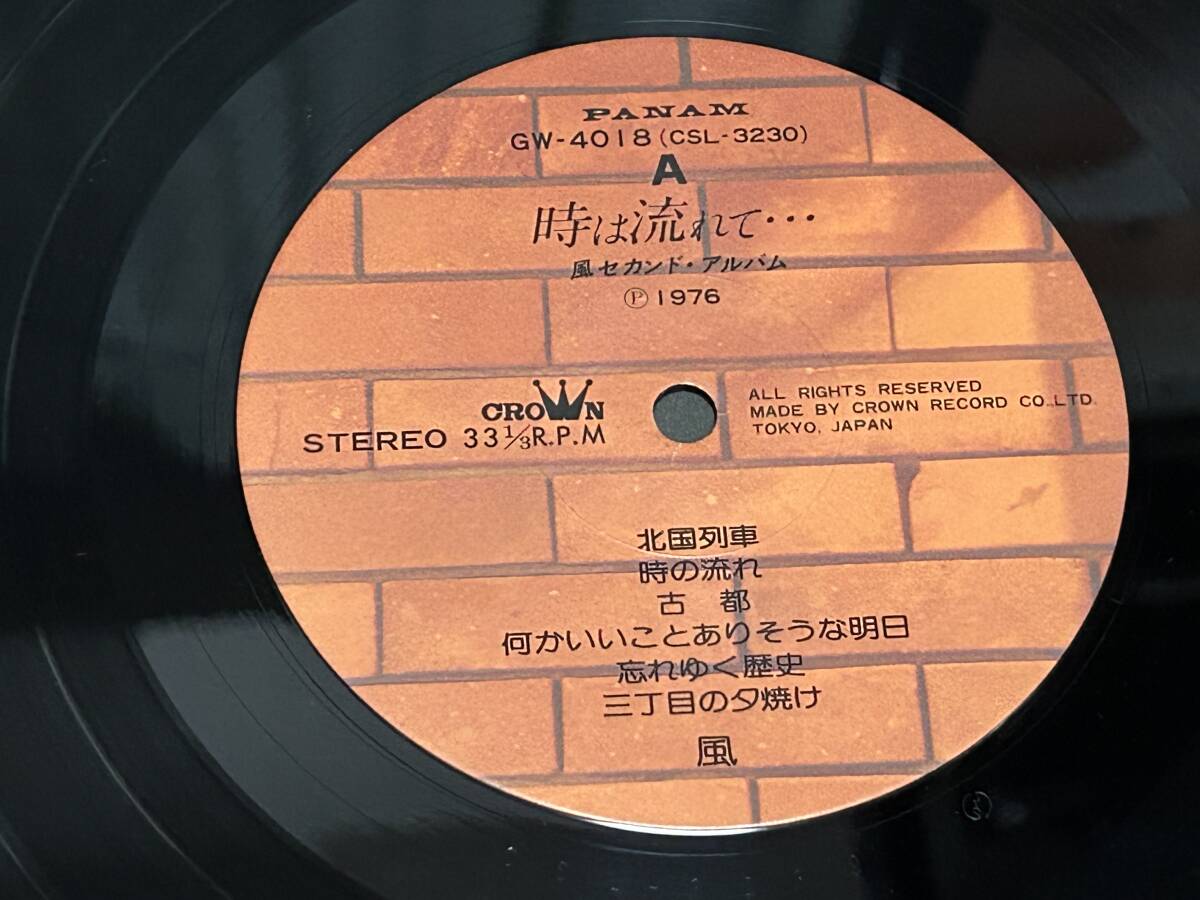 PANAM
GW-4018 (CSL-3230)
A
時は流れて・・・
風セカンド・アルバム
Ⓟ 1976
CROWN
STEREO 33 1/3 R.P.M
ALL RIGHTS RESERVED
MADE BY CROWN RECORD CO.,LTD.
TOKYO, JAPAN
北国列車
時の流れ
古 都
何かいいことありそうな明日
忘れゆく歴史
三丁目の夕焼け
風